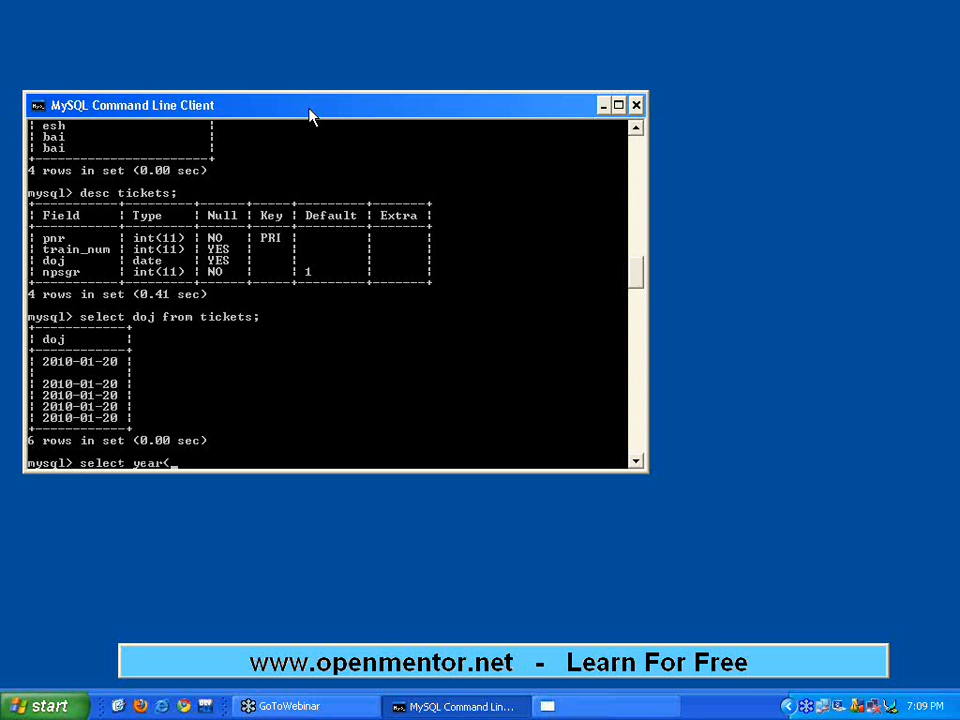 MySQL Command Line Client
| esh |
| bai |
| bai |
+------------------------+
4 rows in set (0.00 sec)
mysql> desc tickets;
+-----------+---------+------+-----+---------+-------+
| Field | Type | Null | Key | Default | Extra |
+-----------+---------+------+-----+---------+-------+
| pnr | int(11) | NO | PRI | | |
| train_num | int(11) | YES | | | |
| doj | date | YES | | | |
| npsgr | int(11) | NO | | 1 | |
+-----------+---------+------+-----+---------+-------+
4 rows in set (0.41 sec)
mysql> select doj from tickets;
+------------+
| doj |
+------------+
| 2010-01-20 |
| |
| 2010-01-20 |
| 2010-01-20 |
| 2010-01-20 |
| 2010-01-20 |
+------------+
6 rows in set (0.00 sec)
mysql> select year(_
www.openmentor.net - Learn For Free
start GoToWebinar MySQL Command Lin... 7:09 PM